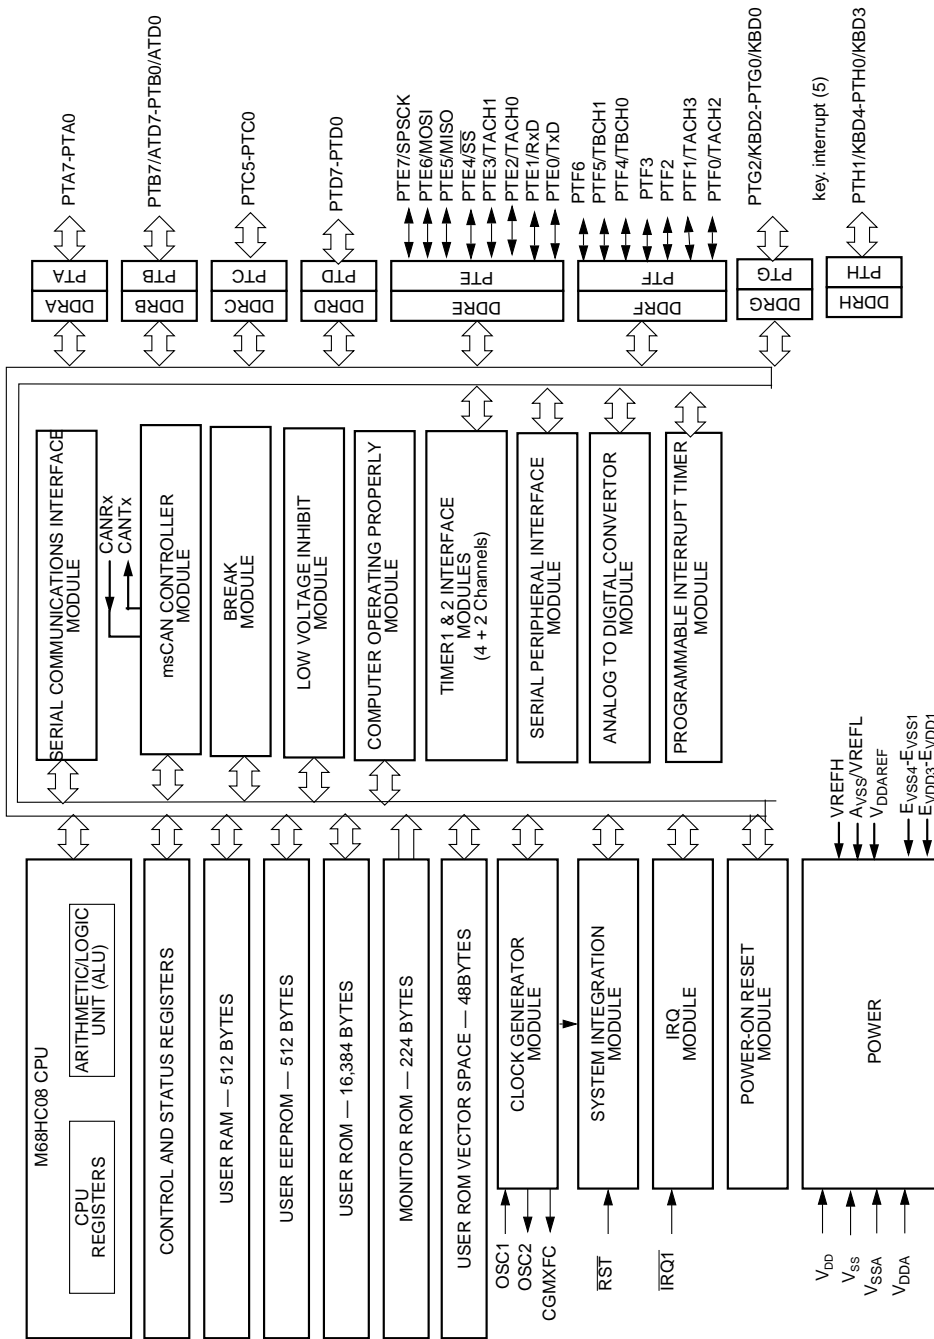 M68HC08 CPU
CPU
REGISTERS
ARITHMETIC/LOGIC
UNIT (ALU)
CONTROL AND STATUS REGISTERS
USER RAM — 512 BYTES
USER EEPROM — 512 BYTES
USER ROM — 16,384 BYTES
MONITOR ROM — 224 BYTES
USER ROM VECTOR SPACE — 48BYTES
OSC1
OSC2
CGMXFC
CLOCK GENERATOR
MODULE
RST
SYSTEM INTEGRATION
MODULE
IRQ1
IRQ
MODULE
POWER-ON RESET
MODULE
VDD
VSS
VSSA
VDDA
POWER
VREFH
AVSS/VREFL
VDDAREF
EVSS4-EVSS1
EVDD3-EVDD1
SERIAL COMMUNICATIONS INTERFACE
MODULE
CANRx
CANTx
msCAN CONTROLLER
MODULE
BREAK
MODULE
LOW VOLTAGE INHIBIT
MODULE
COMPUTER OPERATING PROPERLY
MODULE
TIMER1 & 2 INTERFACE
MODULES
(4 + 2 Channels)
SERIAL PERIPHERAL INTERFACE
MODULE
ANALOG TO DIGITAL CONVERTOR
MODULE
PROGRAMMABLE INTERRUPT TIMER
MODULE
DDRA
PTA
PTA7-PTA0
DDRB
PTB
PTB7/ATD7-PTB0/ATD0
DDRC
PTC
PTC5-PTC0
DDRD
PTD
PTD7-PTD0
DDRE
PTE
PTE7/SPSCK
PTE6/MOSI
PTE5/MISO
PTE4/SS
PTE3/TACH1
PTE2/TACH0
PTE1/RxD
PTE0/TxD
DDRF
PTF
PTF6
PTF5/TBCH1
PTF4/TBCH0
PTF3
PTF2
PTF1/TACH3
PTF0/TACH2
DDRG
PTG
PTG2/KBD2-PTG0/KBD0
key. interrupt (5)
DDRH
PTH
PTH1/KBD4-PTH0/KBD3